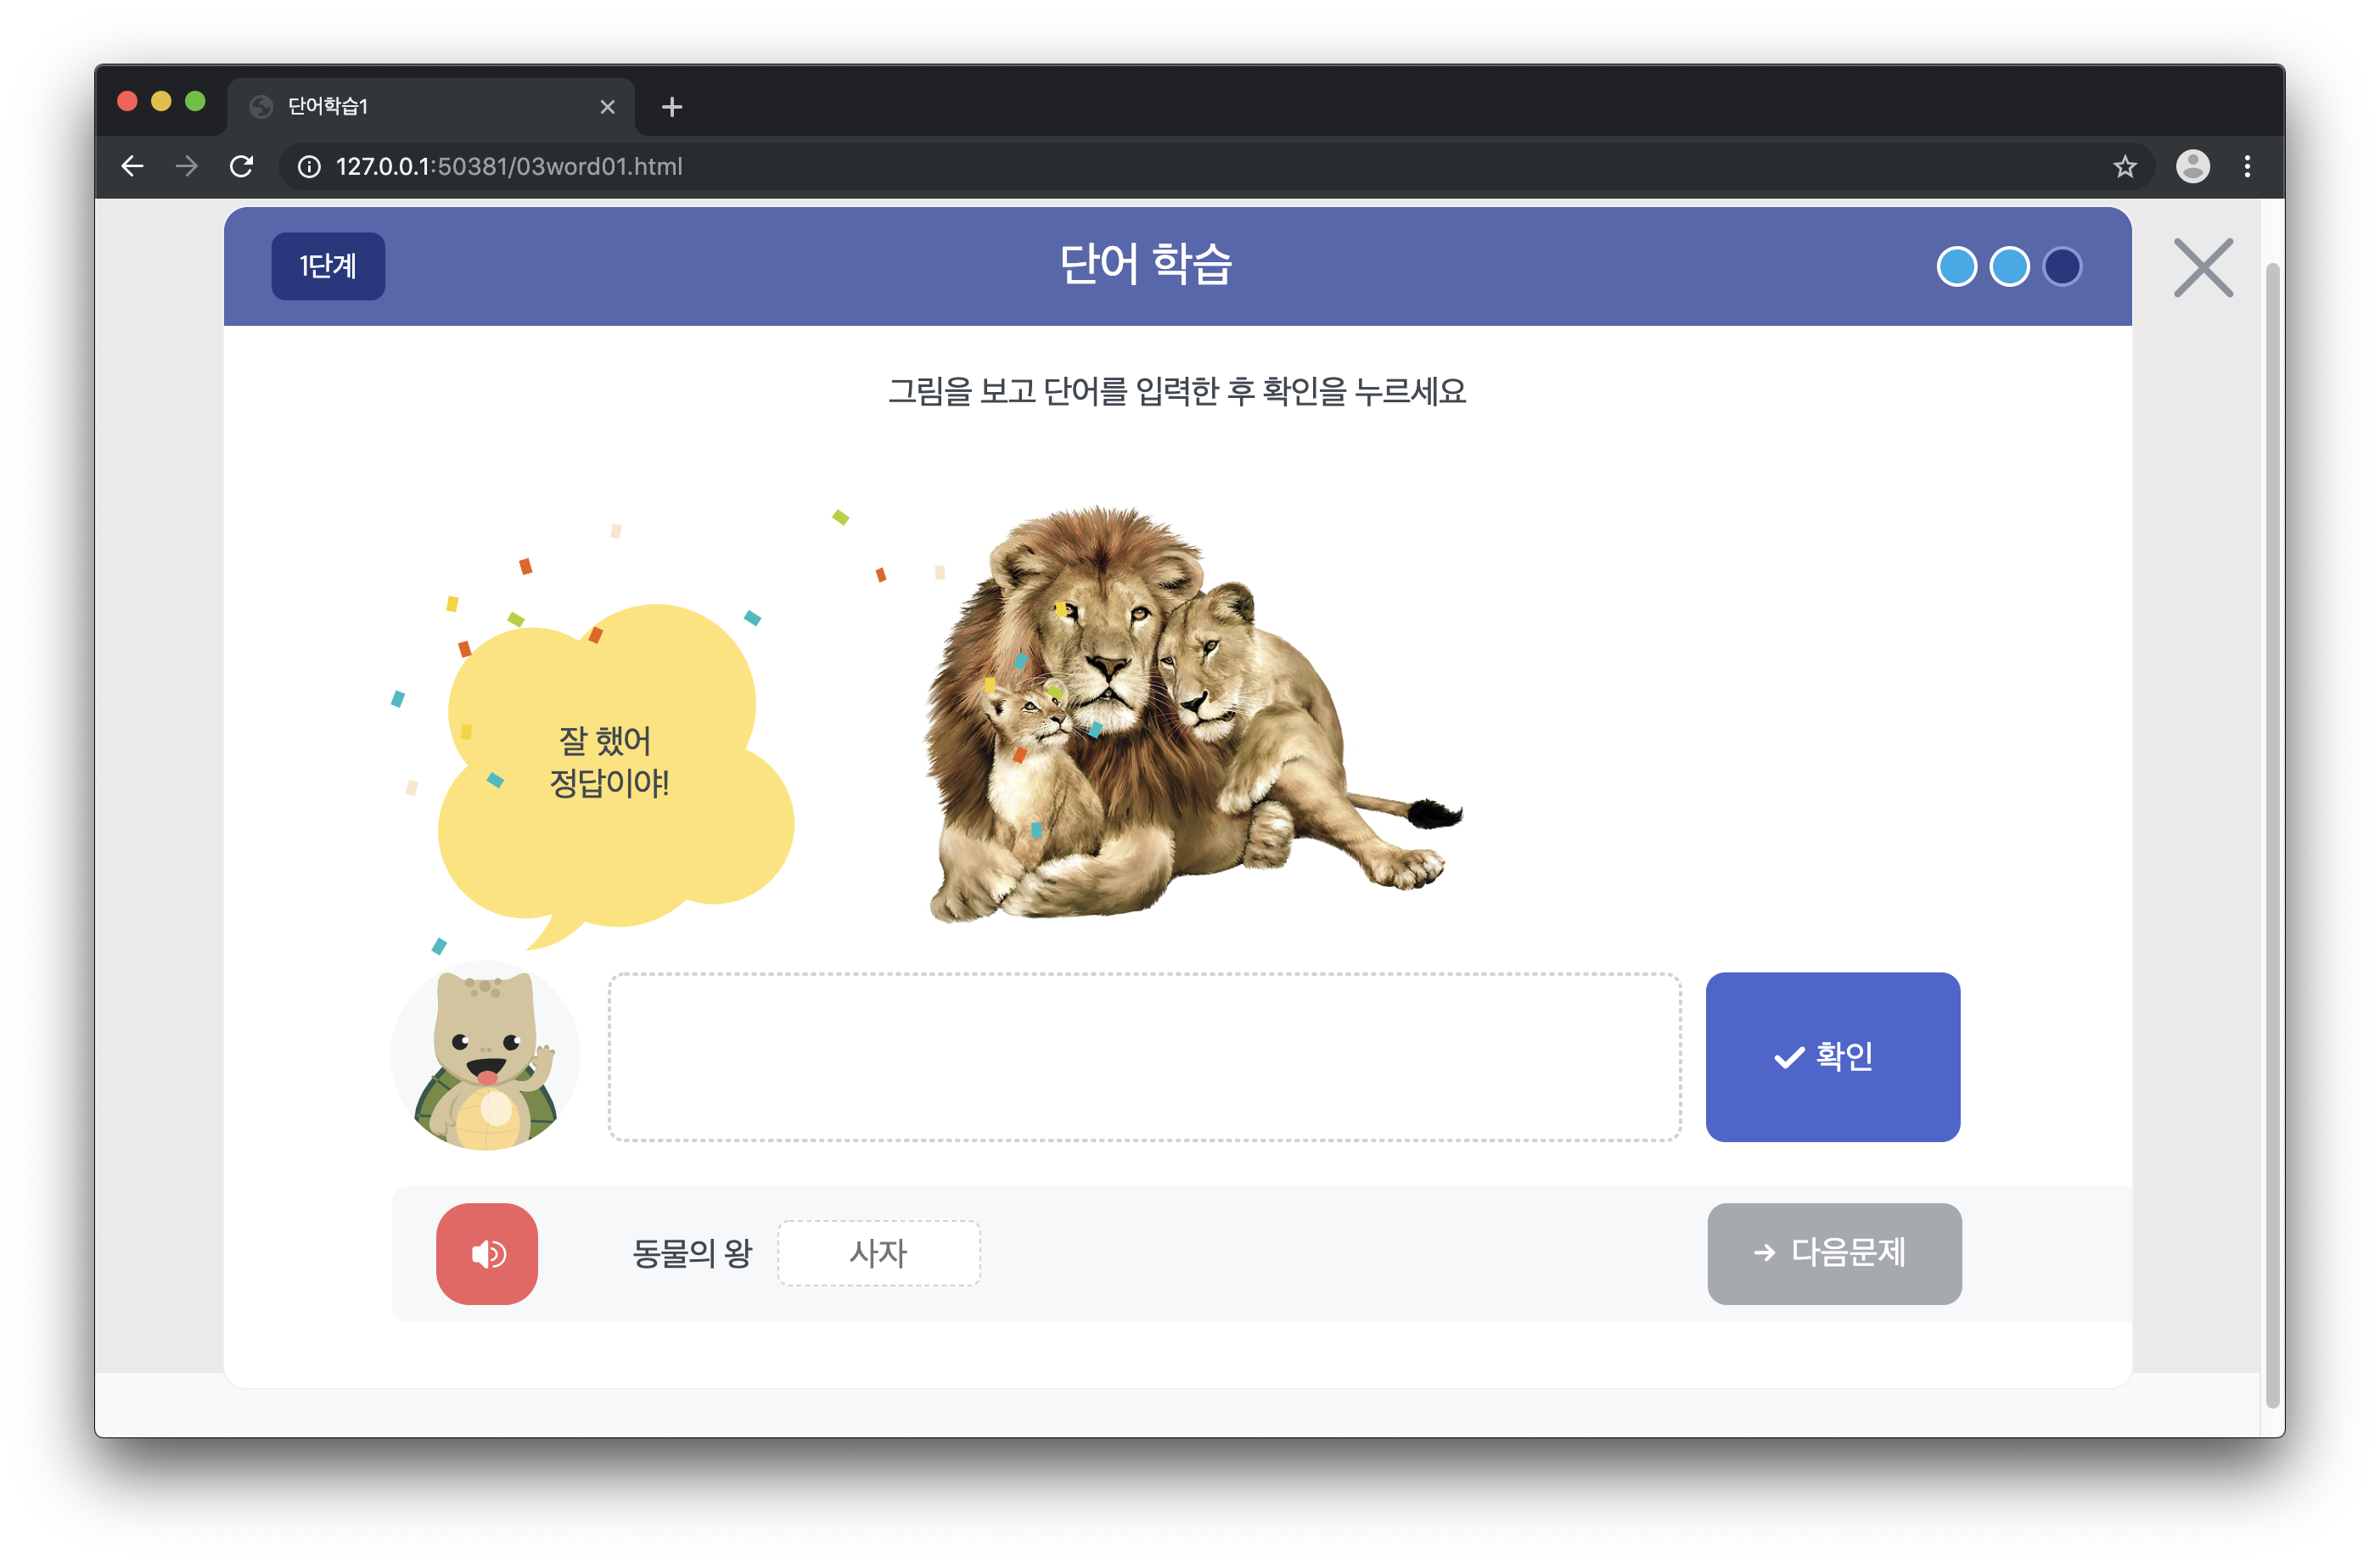 단어학습1
127.0.0.1:50381/03word01.html
1단계
단어 학습
그림을 보고 단어를 입력한 후 확인을 누르세요
잘 했어
정답이야!
확인
동물의 왕
사자
다음문제